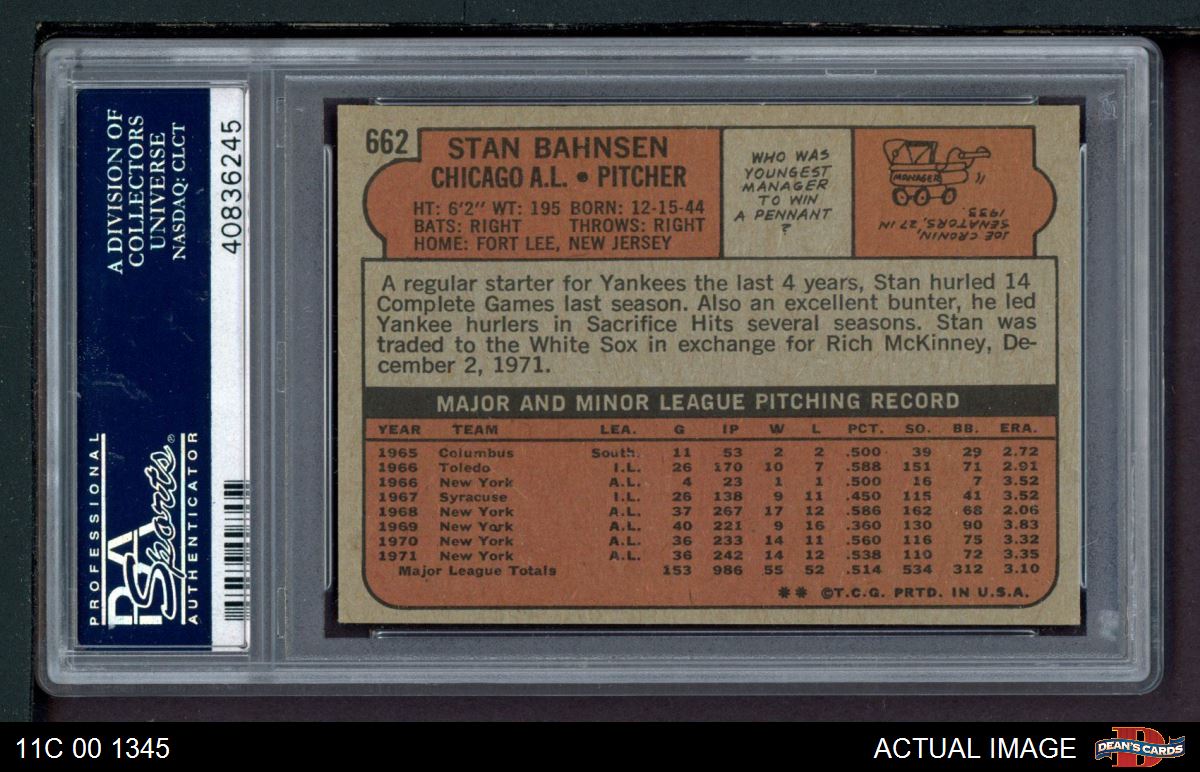 A DIVISION OF
COLLECTORS
UNIVERSE
NASDAQ: CLCT
40836245
PROFESSIONAL
PSA
Sports®
AUTHENTICATOR
662
STAN BAHNSEN
CHICAGO A.L. • PITCHER
HT: 6'2" WT: 195 BORN: 12-15-44
BATS: RIGHT THROWS: RIGHT
HOME: FORT LEE, NEW JERSEY
WHO WAS
YOUNGEST
MANAGER
TO WIN
A PENNANT
?
MANAGER
JOE CRONIN,
SENATORS, 27 IN
1933
A regular starter for Yankees the last 4 years, Stan hurled 14
Complete Games last season. Also an excellent bunter, he led
Yankee hurlers in Sacrifice Hits several seasons. Stan was
traded to the White Sox in exchange for Rich McKinney, De-
cember 2, 1971.
MAJOR AND MINOR LEAGUE PITCHING RECORD
YEAR TEAM LEA. G IP W L PCT. SO. BB. ERA.
1965 Columbus South. 11 53 2 2 .500 39 29 2.72
1966 Toledo I.L. 26 170 10 7 .588 151 71 2.91
1966 New York A.L. 4 23 1 1 .500 16 7 3.52
1967 Syracuse I.L. 26 138 9 11 .450 115 41 3.52
1968 New York A.L. 37 267 17 12 .586 162 68 2.06
1969 New York A.L. 40 221 9 16 .360 130 90 3.83
1970 New York A.L. 36 233 14 11 .560 116 75 3.32
1971 New York A.L. 36 242 14 12 .538 110 72 3.35
Major League Totals 153 986 55 52 .514 534 312 3.10
** ©T.C.G. PRTD. IN U.S.A.
11C 00 1345
ACTUAL IMAGE
DEAN'S CARDS